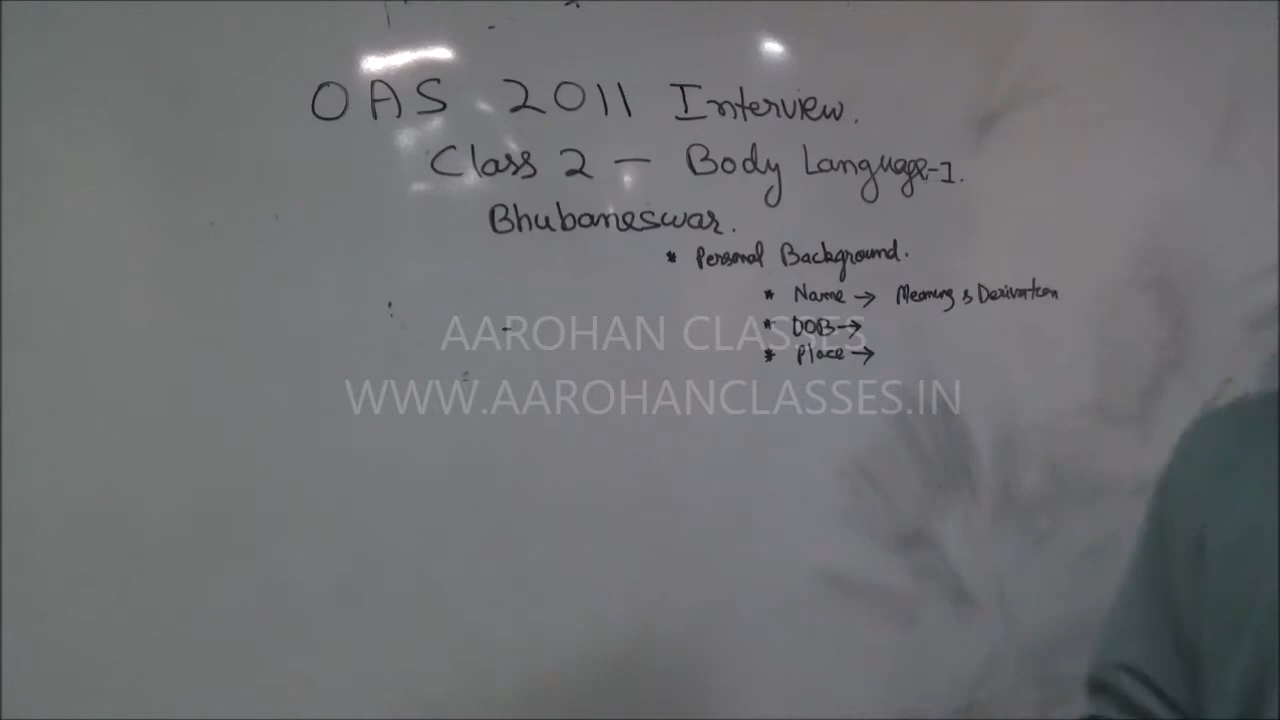 OAS 2011 Interview.
Class 2 - Body Language-1.
Bhubaneswar.
* Personal Background.
* Name → Meaning & Derivation
* DOB→
* Place →
AAROHAN CLASSES
WWW.AAROHANCLASSES.IN